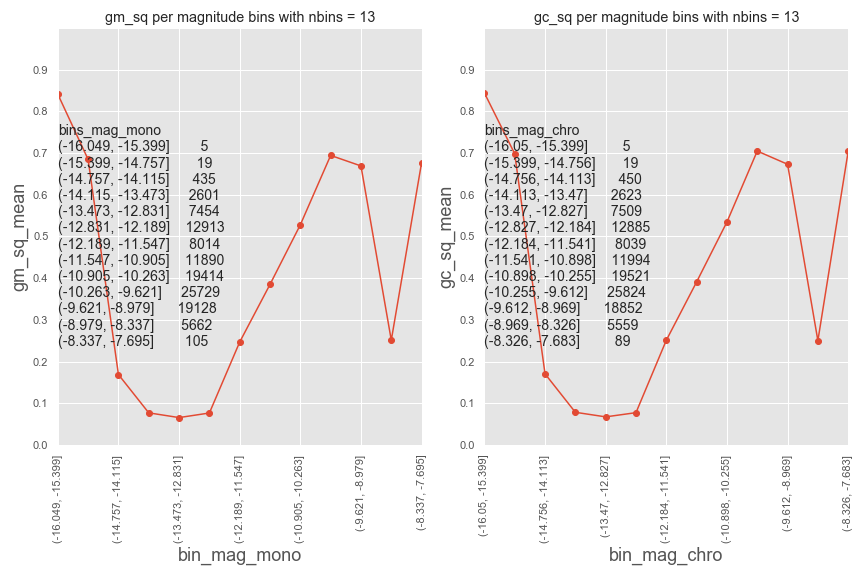 gm_sq per magnitude bins with nbins = 13
gm_sq_mean
0.9
0.8
0.7
0.6
0.5
0.4
0.3
0.2
0.1
0.0
bins_mag_mono
(-16.049, -15.399] 5
(-15.399, -14.757] 19
(-14.757, -14.115] 435
(-14.115, -13.473] 2601
(-13.473, -12.831] 7454
(-12.831, -12.189] 12913
(-12.189, -11.547] 8014
(-11.547, -10.905] 11890
(-10.905, -10.263] 19414
(-10.263, -9.621] 25729
(-9.621, -8.979] 19128
(-8.979, -8.337] 5662
(-8.337, -7.695] 105
(-16.049, -15.399]
(-14.757, -14.115]
(-13.473, -12.831]
(-12.189, -11.547]
(-10.905, -10.263]
(-9.621, -8.979]
(-8.337, -7.695]
bin_mag_mono
gc_sq per magnitude bins with nbins = 13
gc_sq_mean
0.9
0.8
0.7
0.6
0.5
0.4
0.3
0.2
0.1
0.0
bins_mag_chro
(-16.05, -15.399] 5
(-15.399, -14.756] 19
(-14.756, -14.113] 450
(-14.113, -13.47] 2623
(-13.47, -12.827] 7509
(-12.827, -12.184] 12885
(-12.184, -11.541] 8039
(-11.541, -10.898] 11994
(-10.898, -10.255] 19521
(-10.255, -9.612] 25824
(-9.612, -8.969] 18852
(-8.969, -8.326] 5559
(-8.326, -7.683] 89
(-16.05, -15.399]
(-14.756, -14.113]
(-13.47, -12.827]
(-12.184, -11.541]
(-10.898, -10.255]
(-9.612, -8.969]
(-8.326, -7.683]
bin_mag_chro